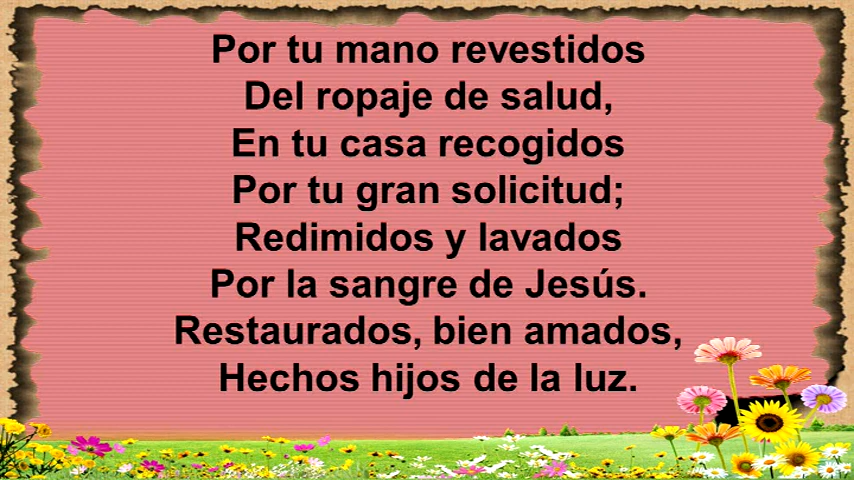 Por tu mano revestidos
Del ropaje de salud,
En tu casa recogidos
Por tu gran solicitud;
Redimidos y lavados
Por la sangre de Jesús.
Restaurados, bien amados,
Hechos hijos de la luz.